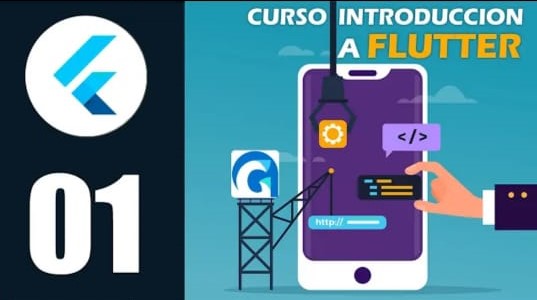 CURSO INTRODUCCION
A FLUTTER
01
</>
G
http://